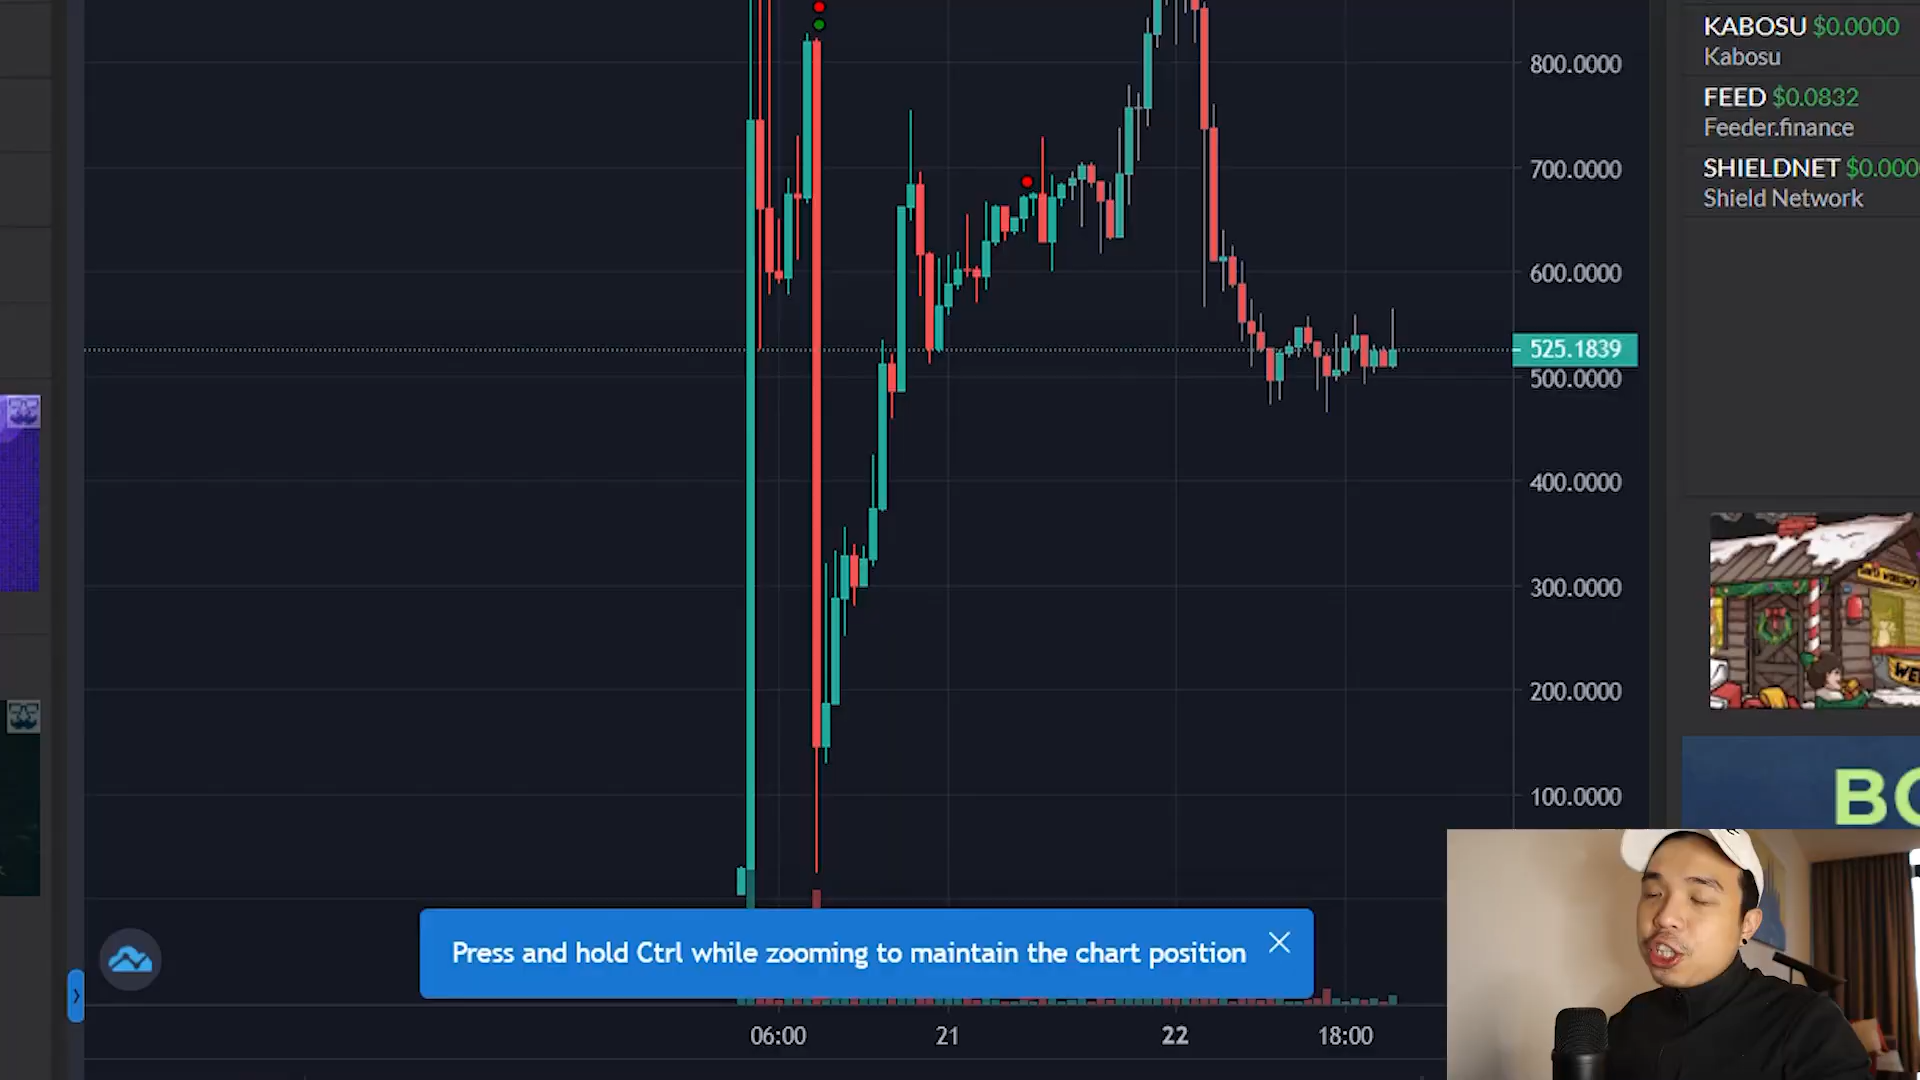 KABOSU $0.0000
Kabosu
FEED $0.0832
Feeder.finance
SHIELDNET $0.000
Shield Network
800.0000
700.0000
600.0000
525.1839
500.0000
400.0000
300.0000
200.0000
100.0000
BO
Press and hold Ctrl while zooming to maintain the chart position
06:00
21
22
18:00